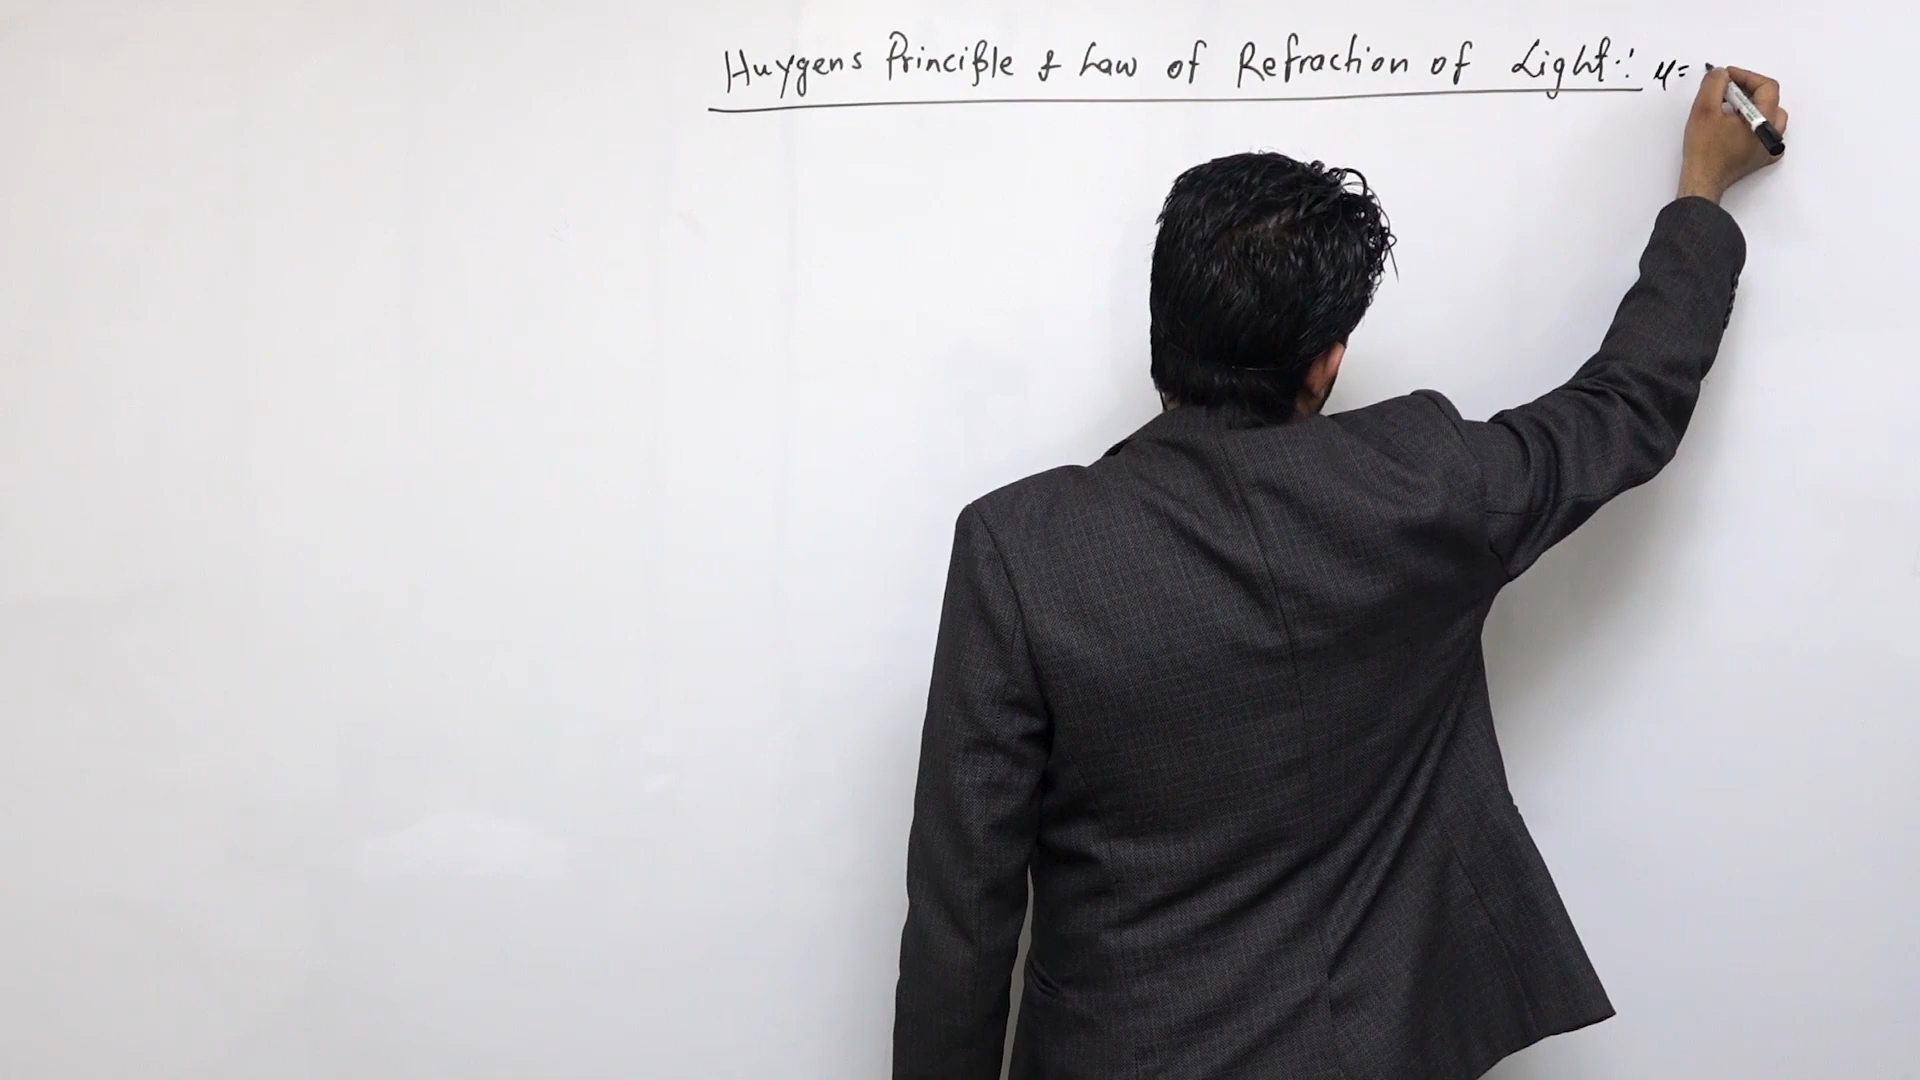 Huygens Principle & Law of Refraction of Light:- μ=